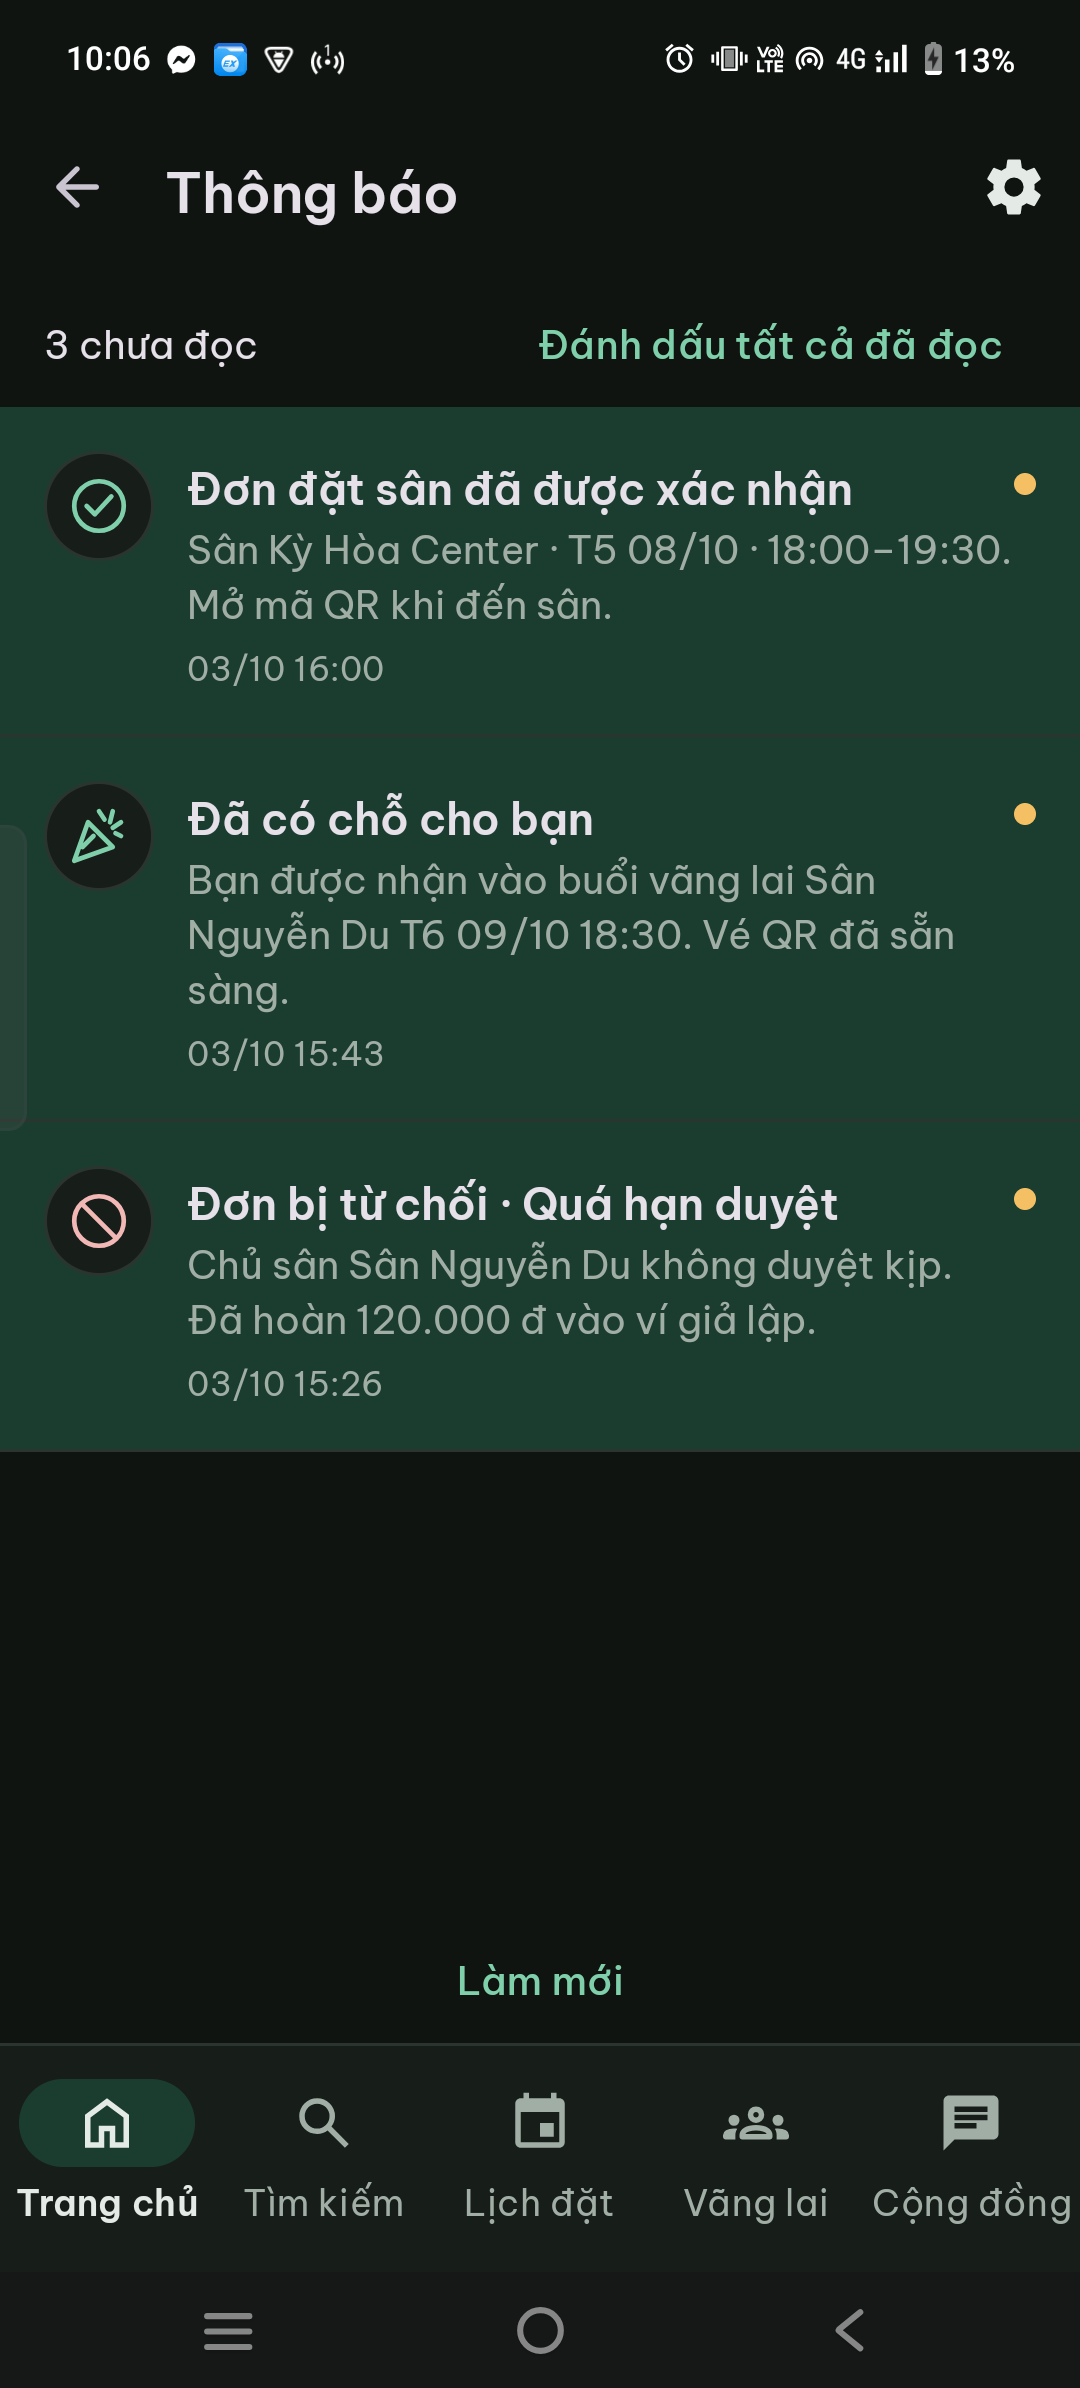 10:06
1
VoLTE
4G
13%
Thông báo
3 chưa đọc
Đánh dấu tất cả đã đọc
Đơn đặt sân đã được xác nhận
Sân Kỳ Hòa Center · T5 08/10 · 18:00–19:30.
Mở mã QR khi đến sân.
03/10 16:00
Đã có chỗ cho bạn
Bạn được nhận vào buổi vãng lai Sân
Nguyễn Du T6 09/10 18:30. Vé QR đã sẵn
sàng.
03/10 15:43
Đơn bị từ chối · Quá hạn duyệt
Chủ sân Sân Nguyễn Du không duyệt kịp.
Đã hoàn 120.000 đ vào ví giả lập.
03/10 15:26
Làm mới
Trang chủ
Tìm kiếm
Lịch đặt
Vãng lai
Cộng đồng